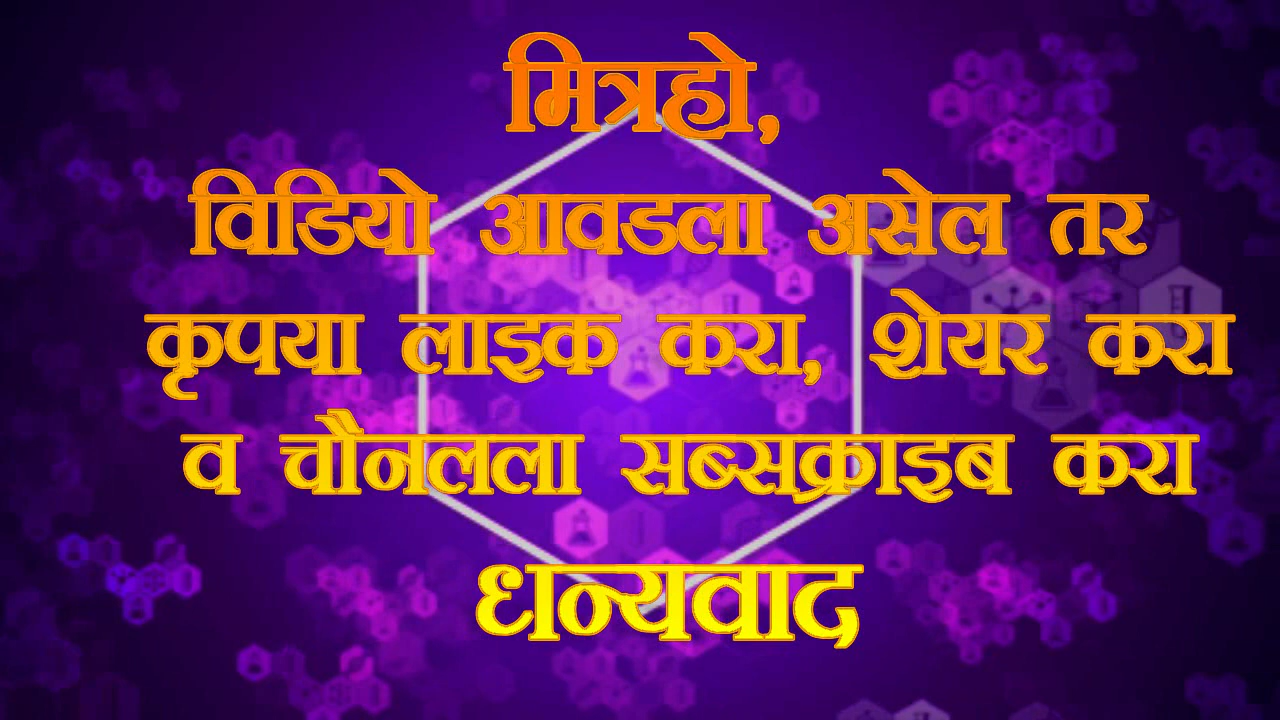 मित्रहो,
विडियो आवडला असेल तर
कृपया लाइक करा, शेयर करा
व चौनलला सब्सक्राइब करा
धन्यवाद